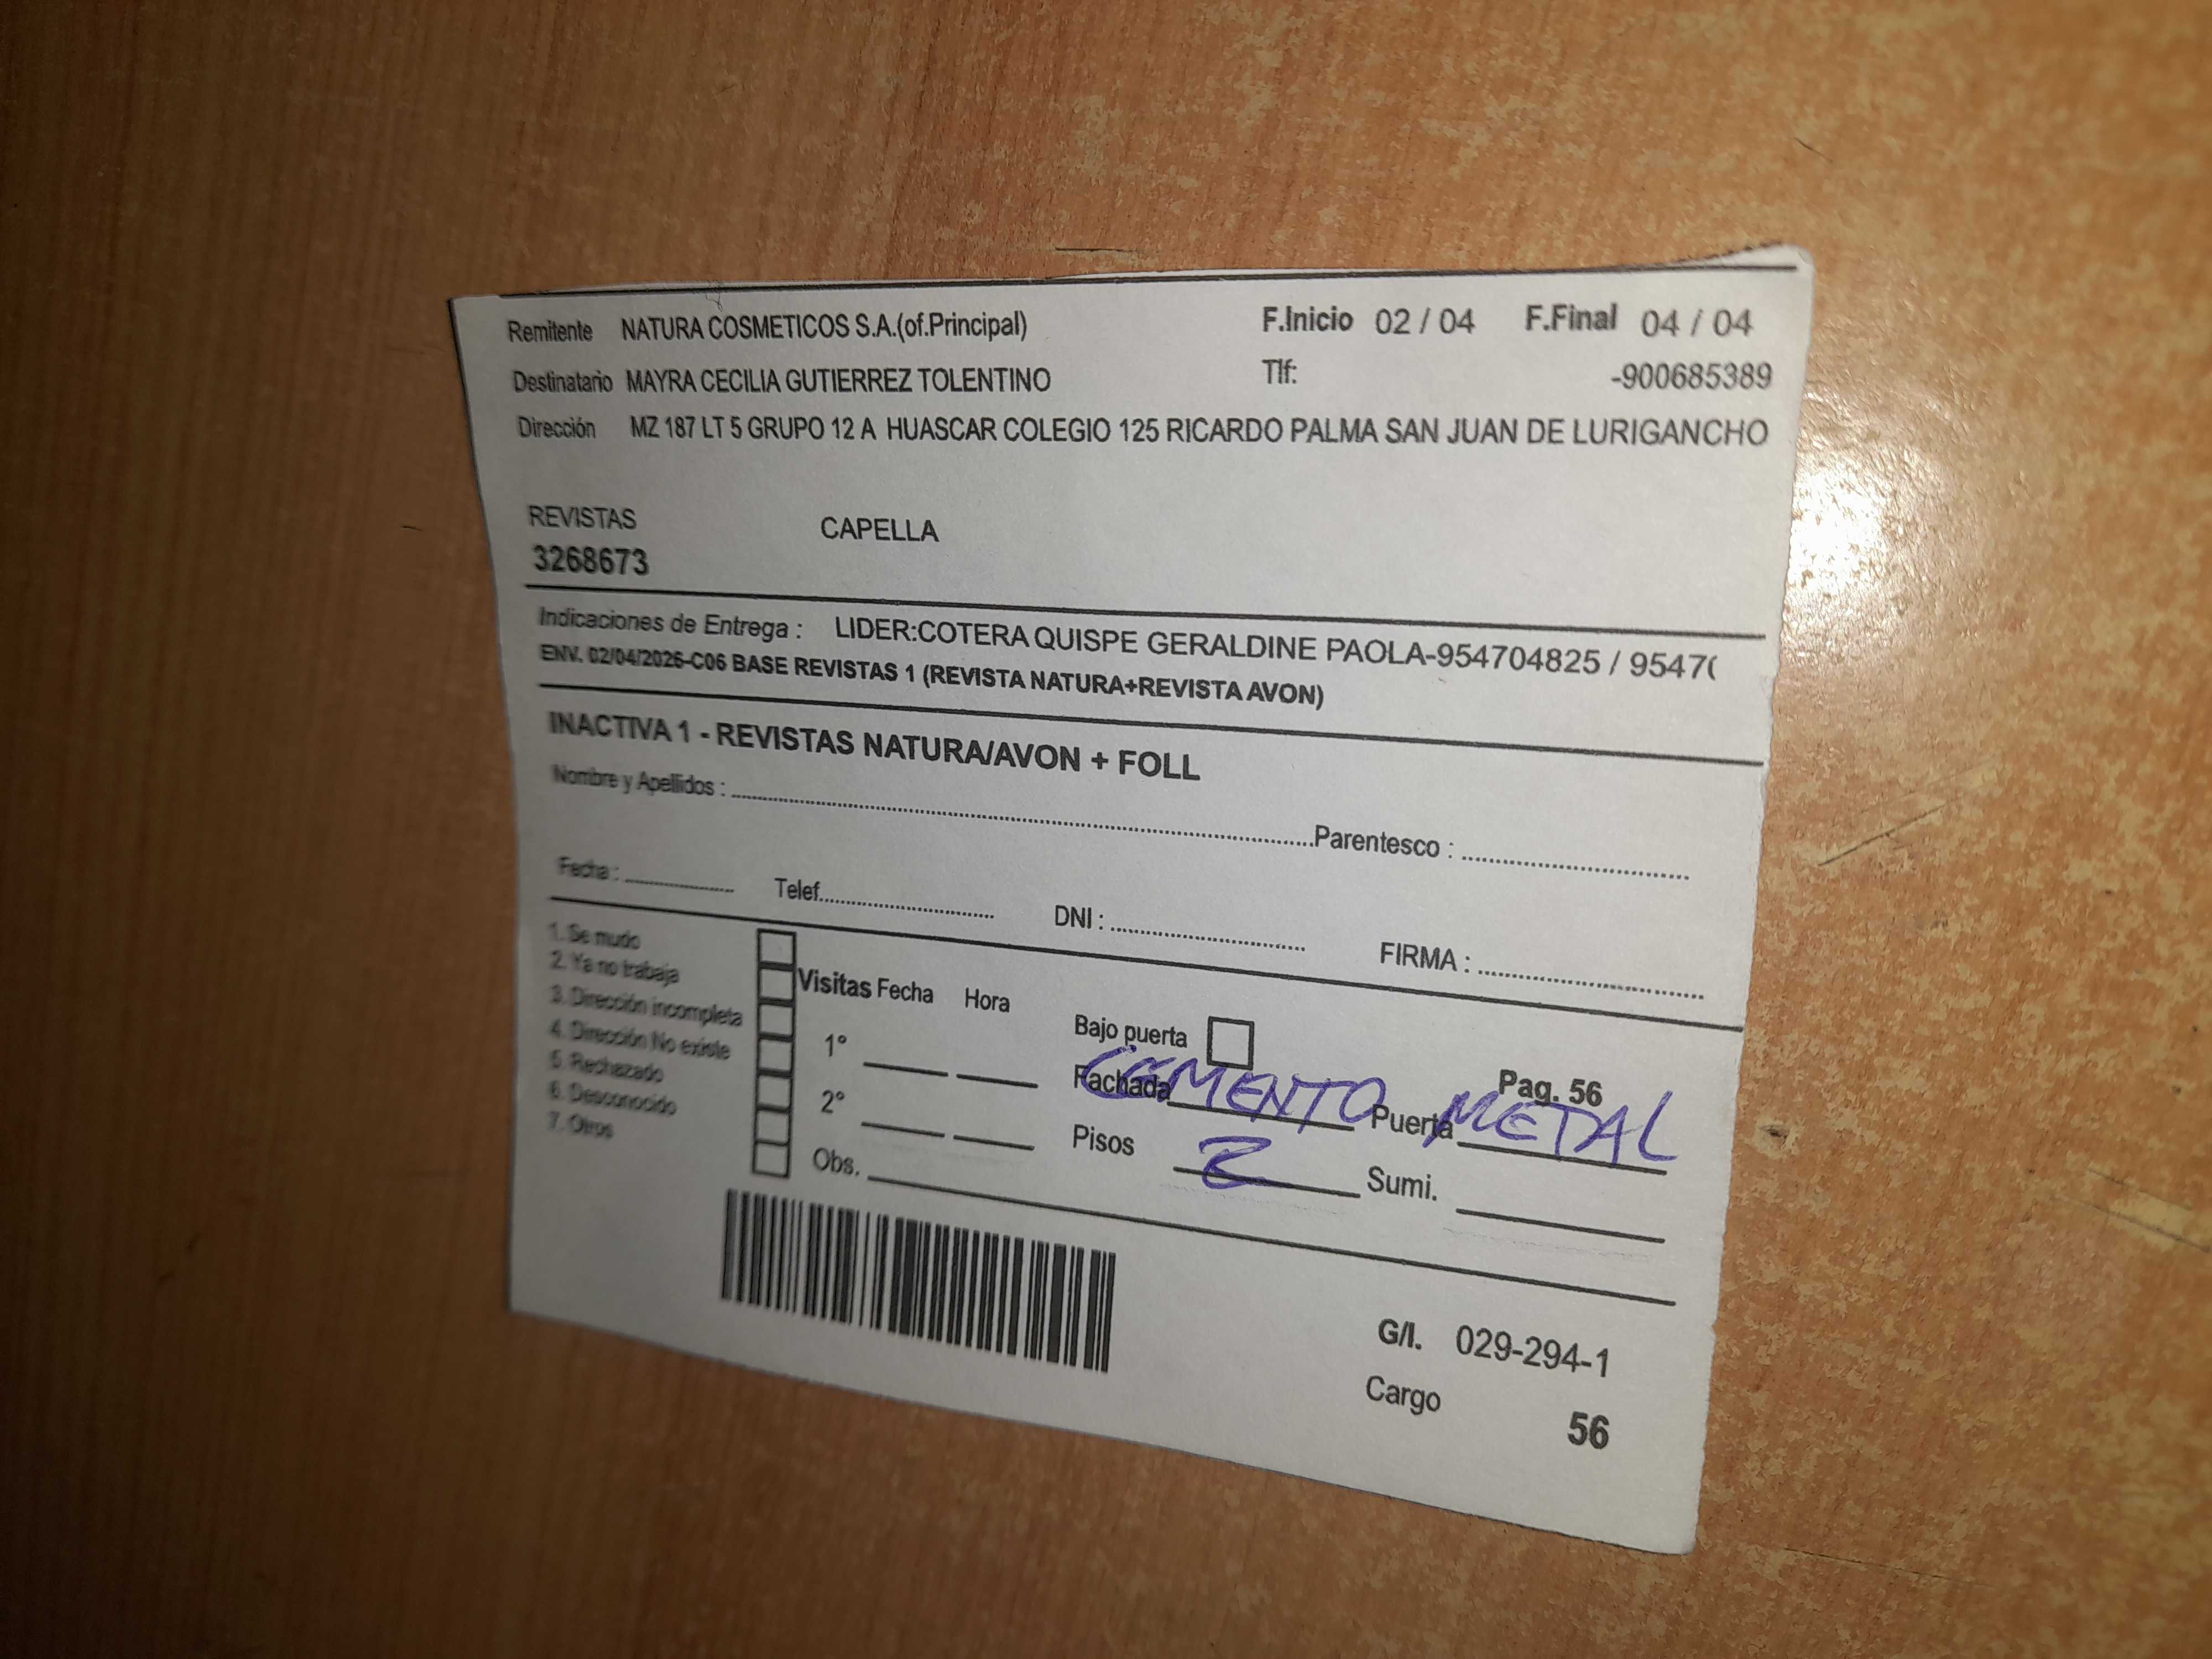 Remitente NATURA COSMETICOS S.A.(of.Principal) F.Inicio 02 / 04 F.Final 04 / 04
Destinatario MAYRA CECILIA GUTIERREZ TOLENTINO Tlf: -900685389
Dirección MZ 187 LT 5 GRUPO 12 A HUASCAR COLEGIO 125 RICARDO PALMA SAN JUAN DE LURIGANCHO
REVISTAS CAPELLA
3268673
Indicaciones de Entrega : LIDER:COTERA QUISPE GERALDINE PAOLA-954704825 / 9547(
ENV. 02/04/2026-C06 BASE REVISTAS 1 (REVISTA NATURA+REVISTA AVON)
INACTIVA 1 - REVISTAS NATURA/AVON + FOLL
Nombre y Apellidos : Parentesco :
Fecha : Telef. DNI : FIRMA :
1. Se mudo
2. Ya no trabaja
3. Dirección incompleta
4. Dirección No existe
5. Rechazado
6. Desconocido
7. Otros
Visitas Fecha Hora
1°
2°
Obs.
Bajo puerta Pag. 56
Fachada CEMENTO Puerta METAL
Pisos 2 Sumi.
G/I. 029-294-1
Cargo 56